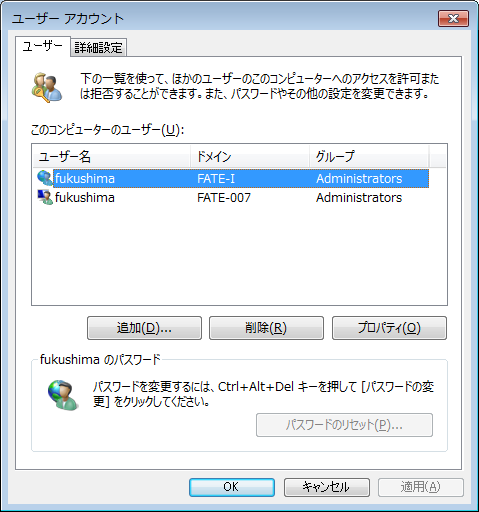 ユーザー アカウント
ユーザー 詳細設定
下の一覧を使って、ほかのユーザーのこのコンピューターへのアクセスを許可また
は拒否することができます。また、パスワードやその他の設定を変更できます。
このコンピューターのユーザー(U):
ユーザー名 ドメイン グループ
fukushima FATE-I Administrators
fukushima FATE-007 Administrators
追加(D)... 削除(R) プロパティ(O)
fukushima のパスワード
パスワードを変更するには、Ctrl+Alt+Del キーを押して [パスワードの変
更] をクリックしてください。
パスワードのリセット(P)...
OK キャンセル 適用(A)